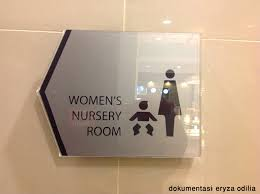 WOMEN'S
NURSERY
ROOM
dokumentasi eryza odilia